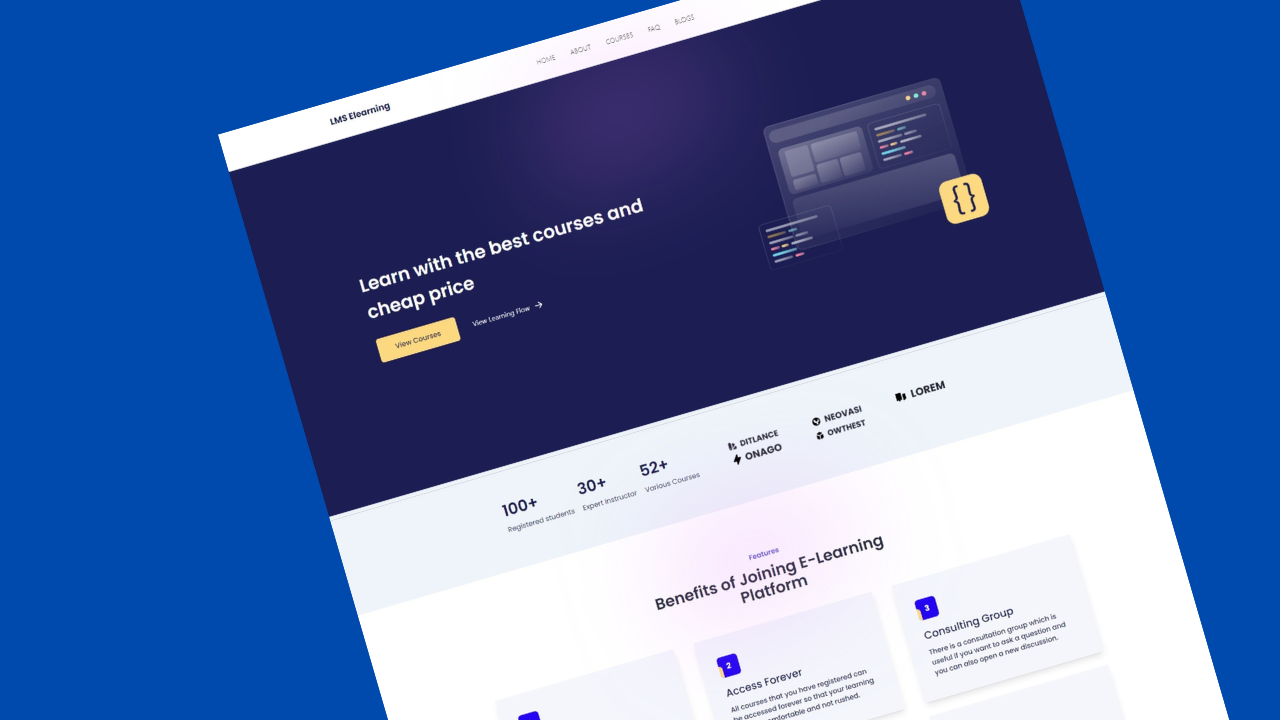 LMS Elearning
HOME ABOUT COURSES FAQ BLOGS
Learn with the best courses and
cheap price
View Courses
View Learning Flow →
{ }
100+
Registered students
30+
Expert Instructor
52+
Various Courses
DITLANCE
ONAGO
NEOVASI
OWTHEST
LOREM
Features
Benefits of Joining E-Learning
Platform
2
Access Forever
All courses that you have registered can
be accessed forever so that your learning
comfortable and not rushed.
3
Consulting Group
There is a consultation group which is
useful if you want to ask a question and
you can also open a new discussion.